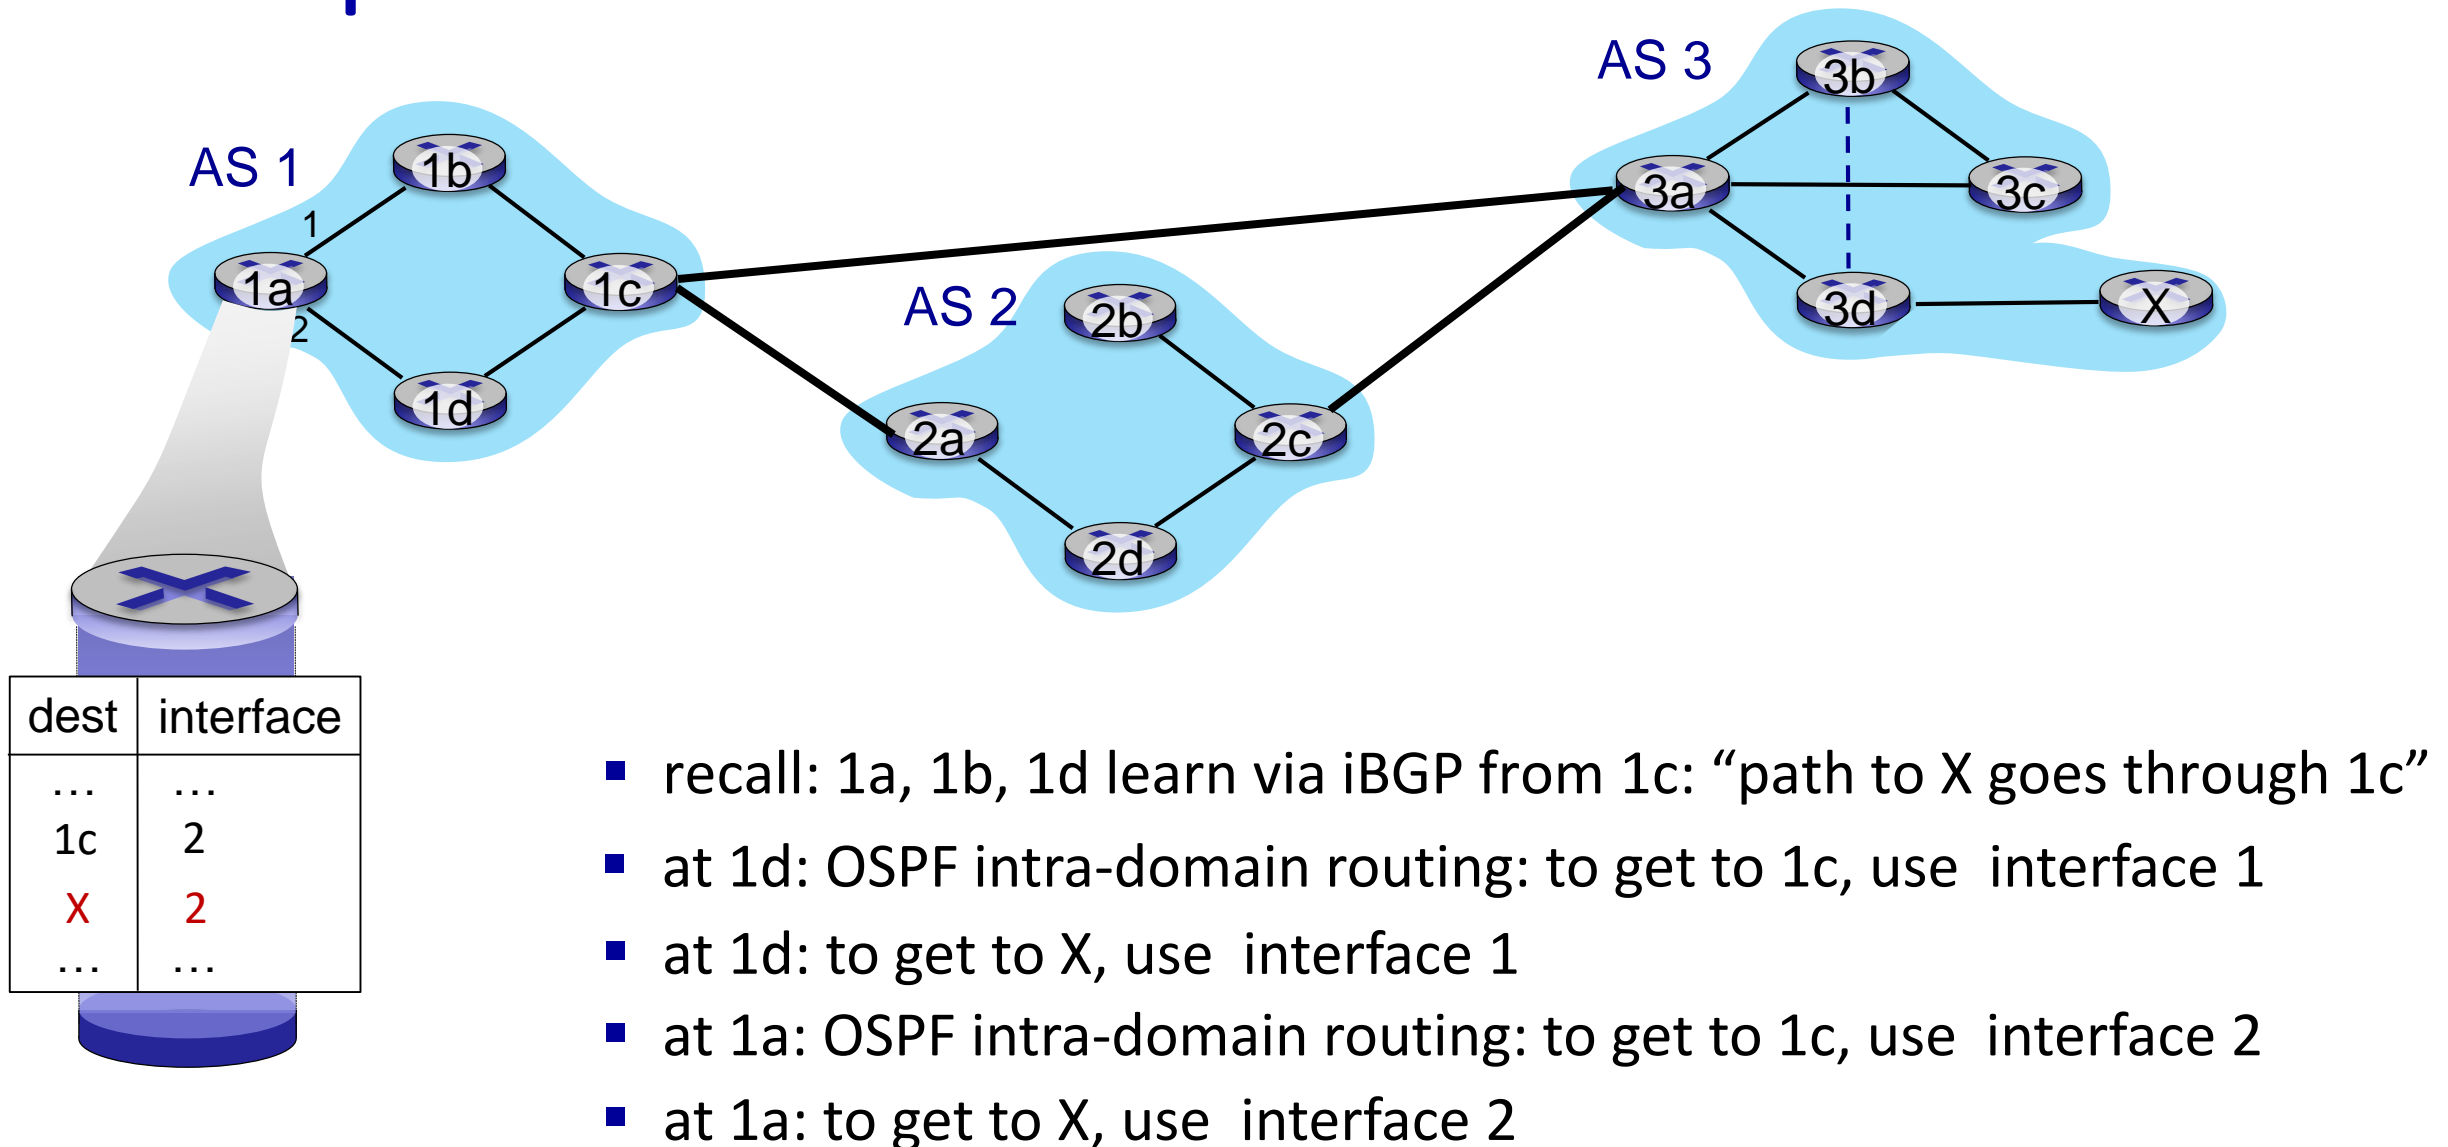 AS 3
3b
AS 1
1b
3a
3c
1
1a
1c
AS 2
2b
3d
X
2
1d
2a
2c
2d
dest interface
... ...
1c 2
X 2
... ...
▪ recall: 1a, 1b, 1d learn via iBGP from 1c: “path to X goes through 1c”
▪ at 1d: OSPF intra-domain routing: to get to 1c, use interface 1
▪ at 1d: to get to X, use interface 1
▪ at 1a: OSPF intra-domain routing: to get to 1c, use interface 2
▪ at 1a: to get to X, use interface 2